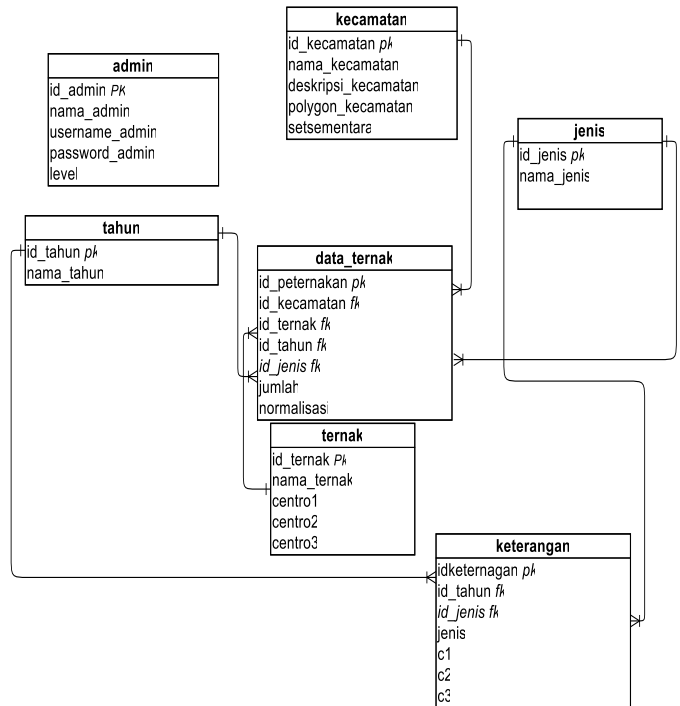 kecamatan
id_kecamatan pk
nama_kecamatan
deskripsi_kecamatan
polygon_kecamatan
setsementara
admin
id_admin Pk
nama_admin
username_admin
password_admin
level
jenis
id_jenis pk
nama_jenis
tahun
id_tahun pk
nama_tahun
data_ternak
id_peternakan pk
id_kecamatan fk
id_ternak fk
id_tahun fk
id_jenis fk
jumlah
normalisasi
ternak
id_ternak Pk
nama_ternak
centro1
centro2
centro3
keterangan
idketernagan pk
id_tahun fk
id_jenis fk
jenis
c1
c2
c3